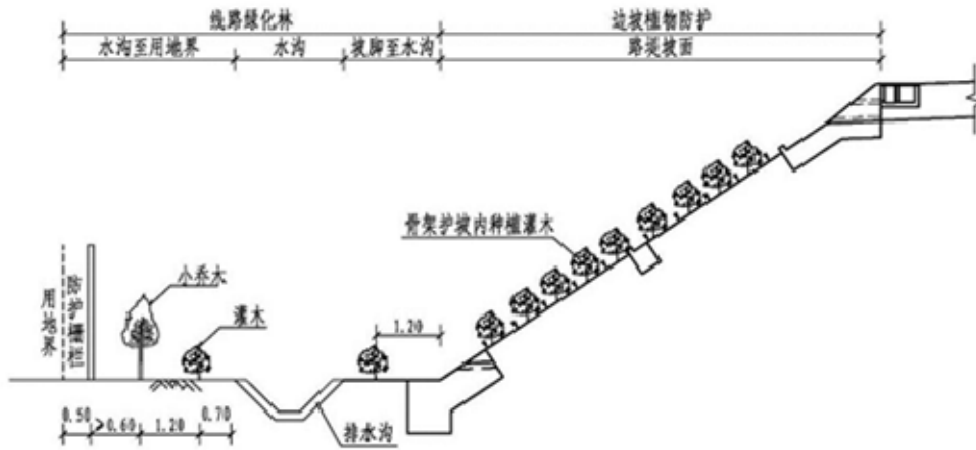 线路绿化林
边坡植物防护
水沟至用地界
水沟
坡脚至水沟
路堤坡面
骨架护坡内种植灌木
小乔木
灌木
用地界
防护栅栏
1.20
0.50
>0.60
1.20
0.70
排水沟